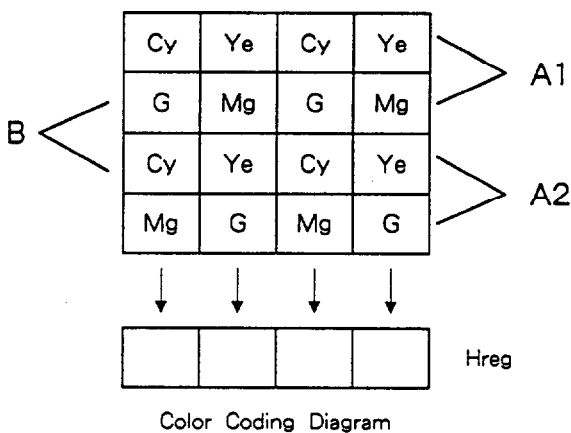 Cy Ye Cy Ye
A1
G Mg G Mg
B
Cy Ye Cy Ye
A2
Mg G Mg G
Hreg
Color Coding Diagram